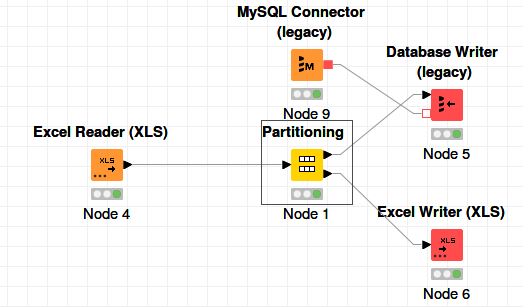 MySQL Connector
(legacy)
M
Node 9
Database Writer
(legacy)
Node 5
Excel Reader (XLS)
XLS
Node 4
Partitioning
Node 1
Excel Writer (XLS)
XLS
Node 6